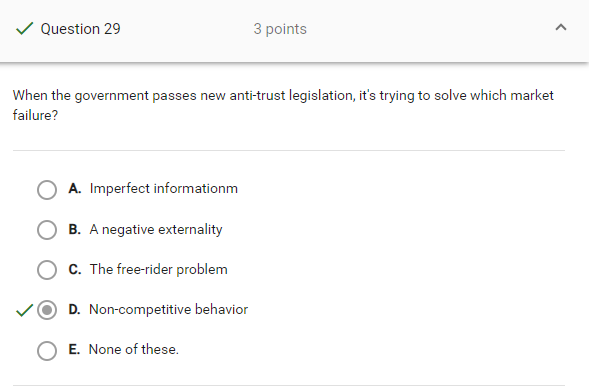 Question 29 3 points
When the government passes new anti-trust legislation, it's trying to solve which market
failure?
A. Imperfect informationm
B. A negative externality
C. The free-rider problem
D. Non-competitive behavior
E. None of these.